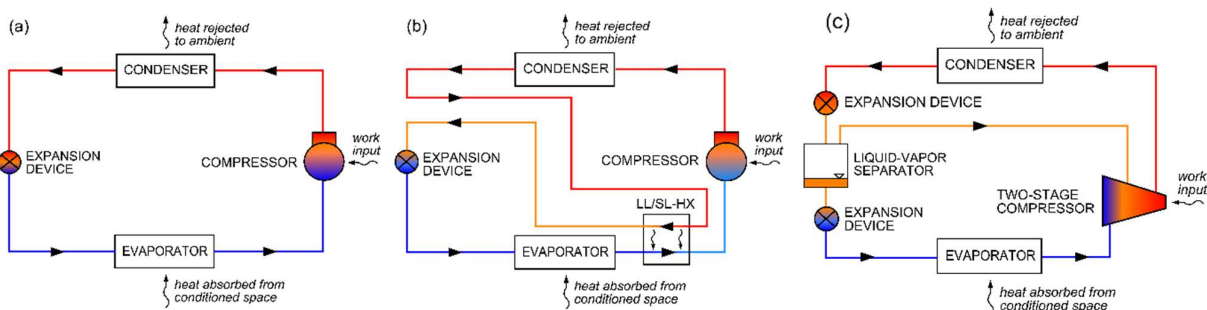 (a)
heat rejected
to ambient
CONDENSER
EXPANSION
DEVICE
COMPRESSOR
work
input
EVAPORATOR
heat absorbed from
conditioned space
(b)
heat rejected
to ambient
CONDENSER
EXPANSION
DEVICE
COMPRESSOR
work
input
LL/SL-HX
EVAPORATOR
heat absorbed from
conditioned space
(c)
heat rejected
to ambient
CONDENSER
EXPANSION DEVICE
LIQUID-VAPOR
SEPARATOR
TWO-STAGE
COMPRESSOR
work
input
EXPANSION
DEVICE
EVAPORATOR
heat absorbed from
conditioned space